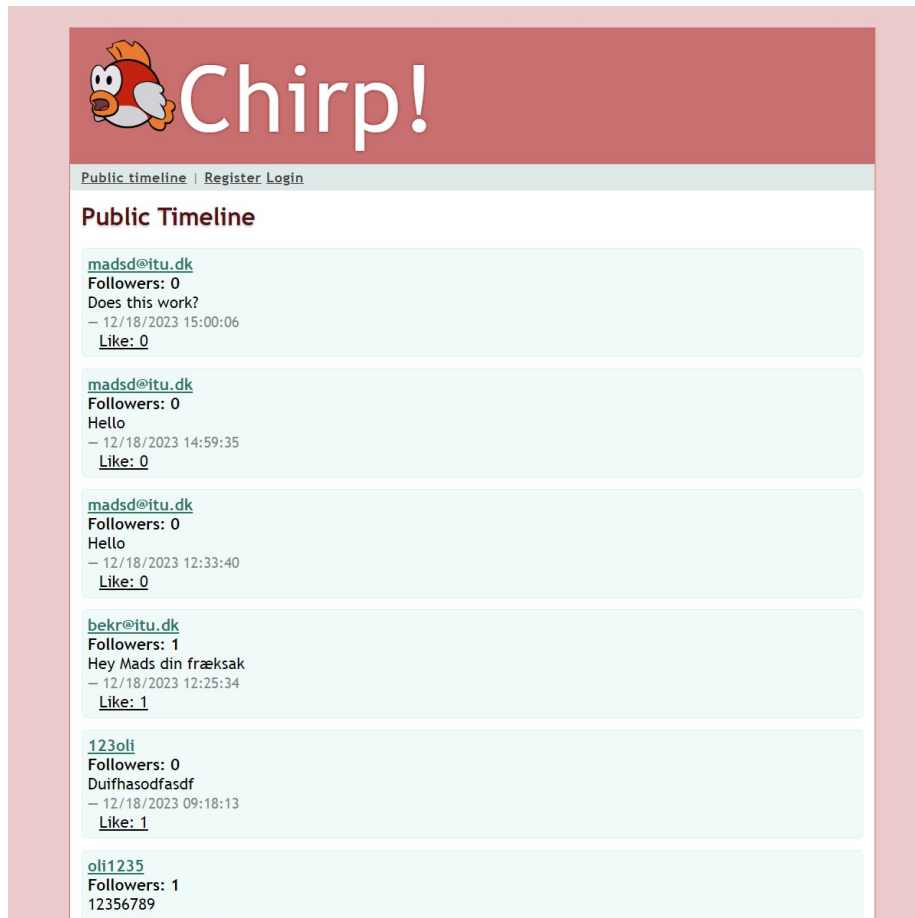 Chirp!
Public timeline | Register Login
Public Timeline
madsd@itu.dk
Followers: 0
Does this work?
— 12/18/2023 15:00:06
Like: 0
madsd@itu.dk
Followers: 0
Hello
— 12/18/2023 14:59:35
Like: 0
madsd@itu.dk
Followers: 0
Hello
— 12/18/2023 12:33:40
Like: 0
bekr@itu.dk
Followers: 1
Hey Mads din fræksak
— 12/18/2023 12:25:34
Like: 1
123oli
Followers: 0
Duifhasodfasdf
— 12/18/2023 09:18:13
Like: 1
oli1235
Followers: 1
12356789